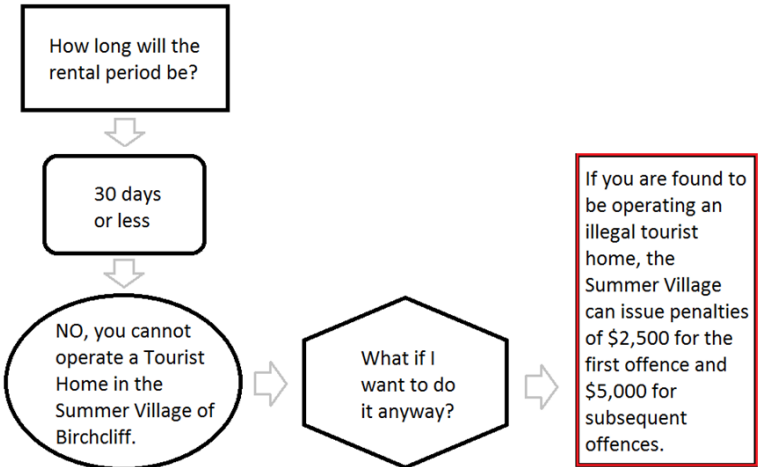 How long will the
rental period be?
30 days
or less
NO, you cannot
operate a Tourist
Home in the
Summer Village of
Birchcliff.
What if I
want to do
it anyway?
If you are found to
be operating an
illegal tourist
home, the
Summer Village
can issue penalties
of $2,500 for the
first offence and
$5,000 for
subsequent
offences.